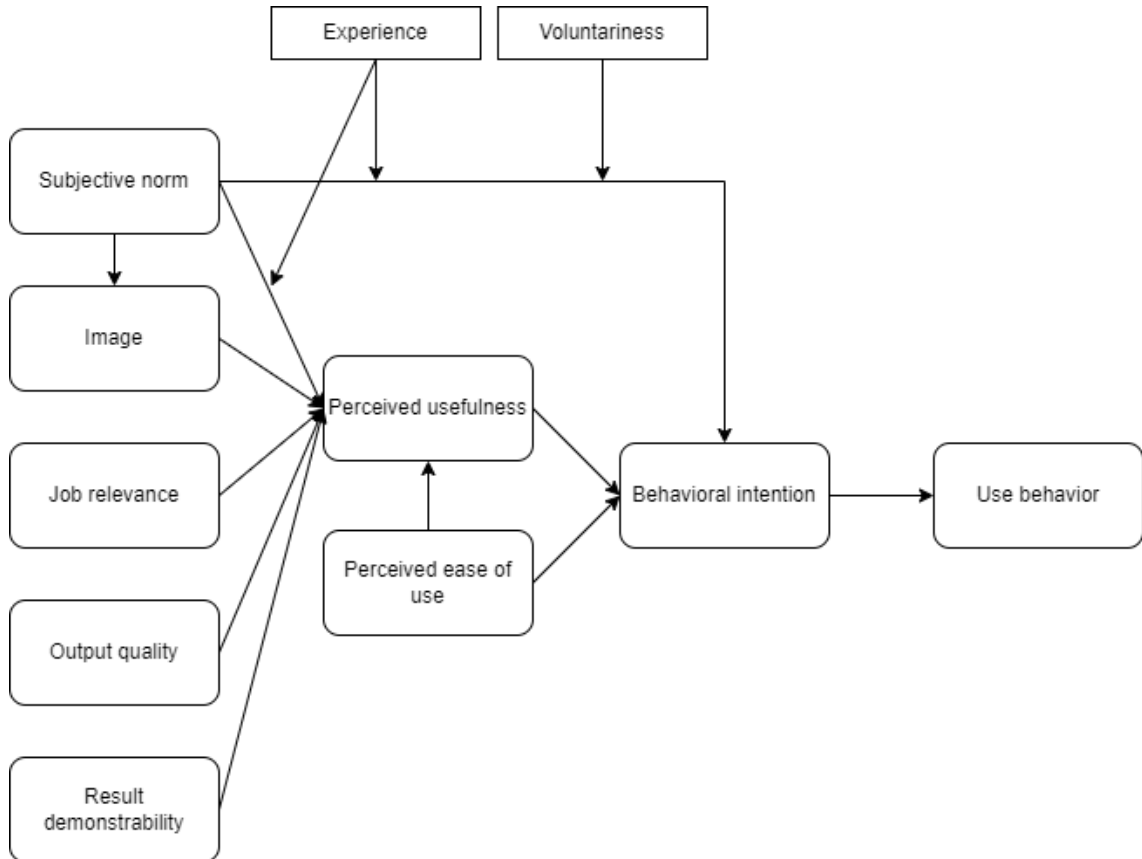 Experience
Voluntariness
Subjective norm
Image
Perceived usefulness
Job relevance
Behavioral intention
Use behavior
Perceived ease of
use
Output quality
Result
demonstrability